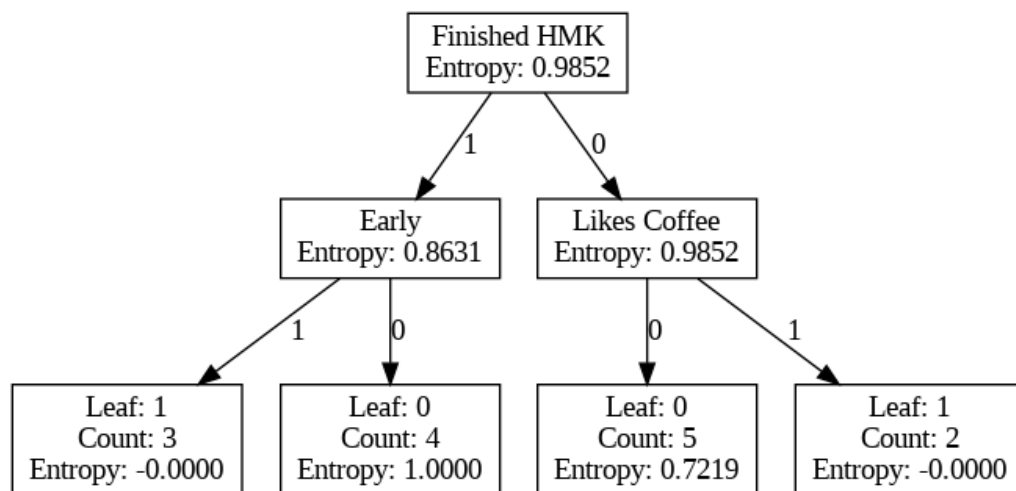 Finished HMK
Entropy: 0.9852
1
0
Early
Entropy: 0.8631
Likes Coffee
Entropy: 0.9852
1
0
0
1
Leaf: 1
Count: 3
Entropy: -0.0000
Leaf: 0
Count: 4
Entropy: 1.0000
Leaf: 0
Count: 5
Entropy: 0.7219
Leaf: 1
Count: 2
Entropy: -0.0000